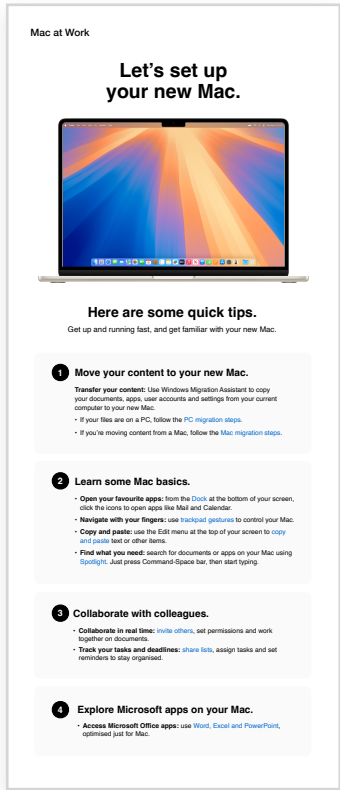 Mac at Work
Let’s set up
your new Mac.
Here are some quick tips.
Get up and running fast, and get familiar with your new Mac.
1 Move your content to your new Mac.
Transfer your content: Use Windows Migration Assistant to copy
your documents, apps, user accounts and settings from your current
computer to your new Mac.
• If your files are on a PC, follow the PC migration steps.
• If you’re moving content from a Mac, follow the Mac migration steps.
2 Learn some Mac basics.
• Open your favourite apps: from the Dock at the bottom of your screen,
click the icons to open apps like Mail and Calendar.
• Navigate with your fingers: use trackpad gestures to control your Mac.
• Copy and paste: use the Edit menu at the top of your screen to copy
and paste text or other items.
• Find what you need: search for documents or apps on your Mac using
Spotlight. Just press Command-Space bar, then start typing.
3 Collaborate with colleagues.
• Collaborate in real time: invite others, set permissions and work
together on documents.
• Track your tasks and deadlines: share lists, assign tasks and set
reminders to stay organised.
4 Explore Microsoft apps on your Mac.
• Access Microsoft Office apps: use Word, Excel and PowerPoint,
optimised just for Mac.